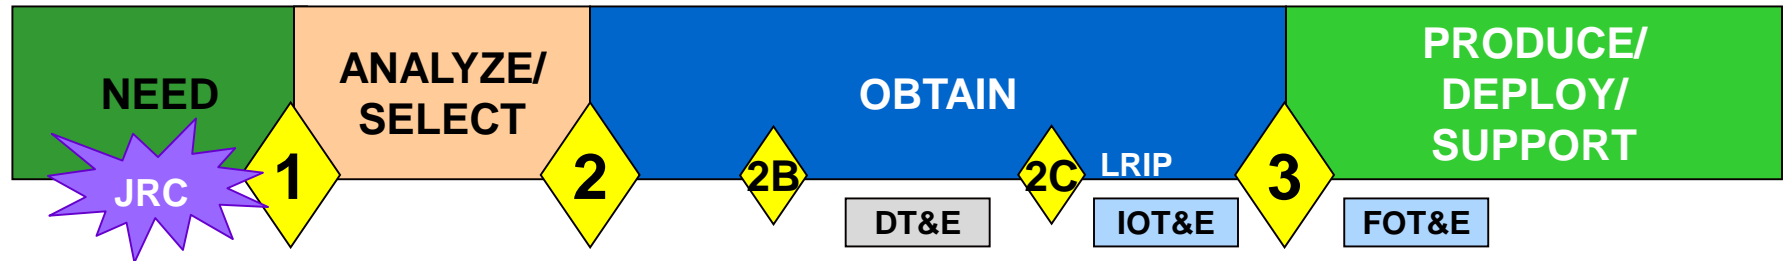 NEED
ANALYZE/
SELECT
OBTAIN
PRODUCE/
DEPLOY/
SUPPORT
JRC
1
2
2B
2C
LRIP
3
DT&E
IOT&E
FOT&E